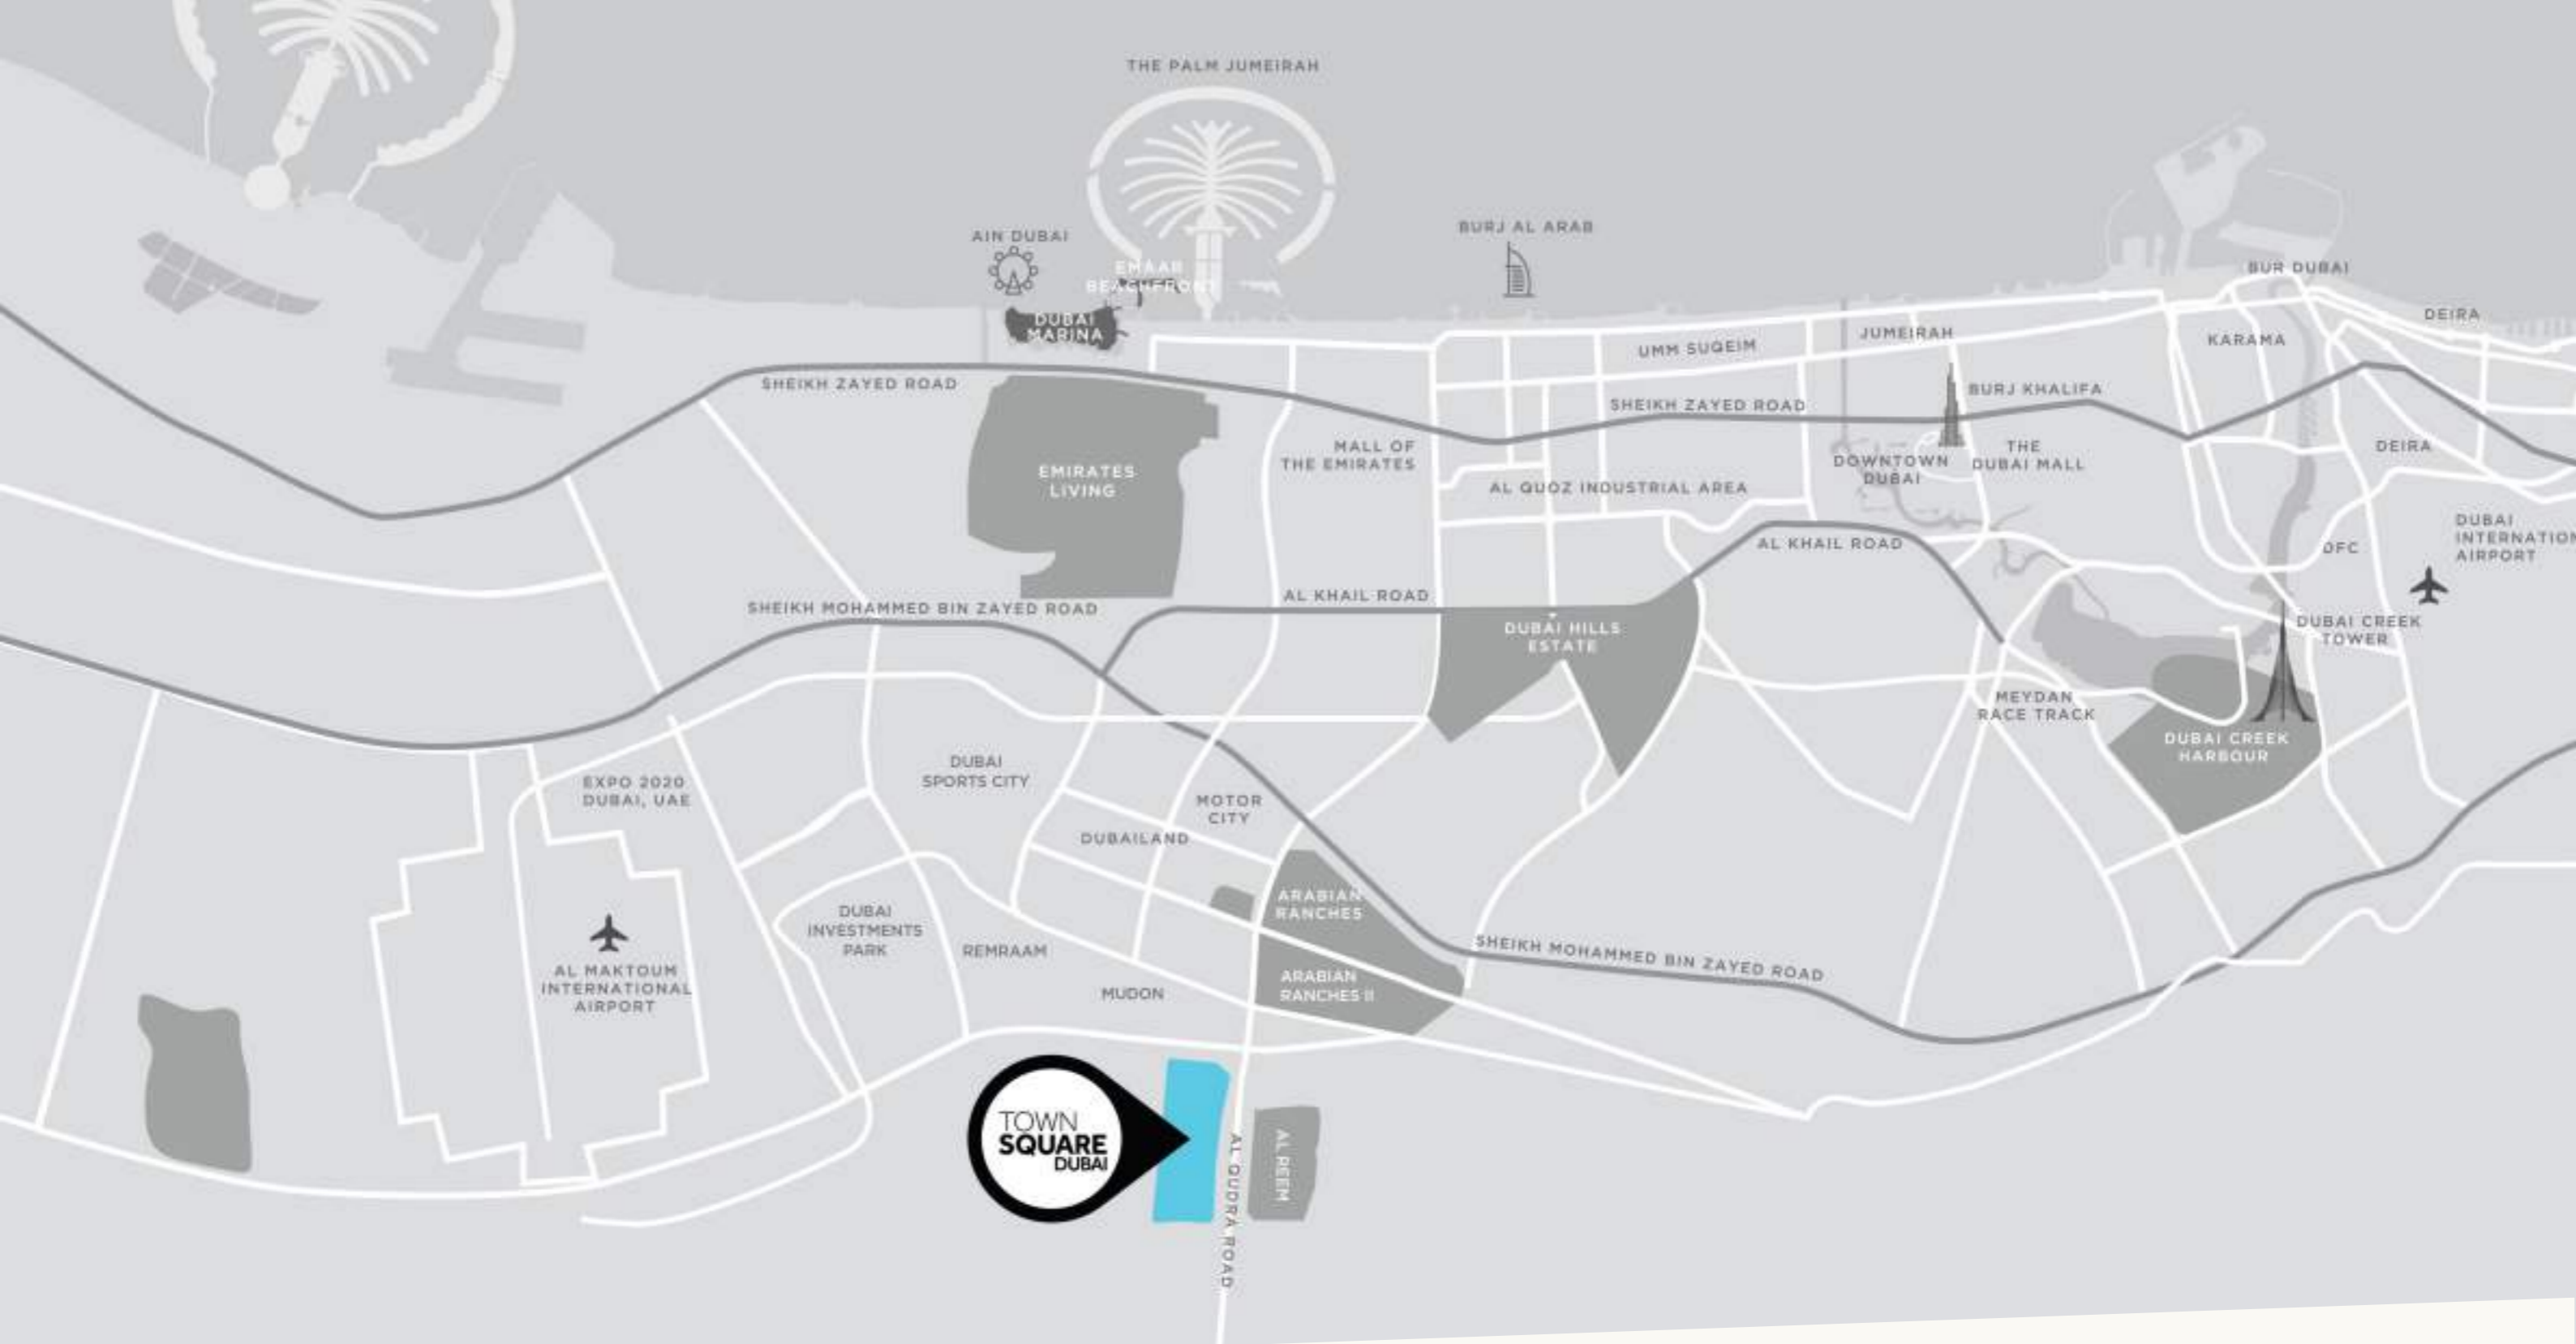 THE PALM JUMEIRAH
AIN DUBAI
BURJ AL ARAB
EMAAR
BEACHFRONT
BUR DUBAI
DUBAI
MARINA
DEIRA
UMM SUQEIM
JUMEIRAH
KARAMA
SHEIKH ZAYED ROAD
SHEIKH ZAYED ROAD
BURJ KHALIFA
MALL OF
THE EMIRATES
DOWNTOWN
DUBAI
THE
DUBAI MALL
DEIRA
EMIRATES
LIVING
AL QUOZ INDUSTRIAL AREA
DUBAI
INTERNATION
AIRPORT
AL KHAIL ROAD
DFC
SHEIKH MOHAMMED BIN ZAYED ROAD
AL KHAIL ROAD
DUBAI HILLS
ESTATE
DUBAI CREEK
TOWER
MEYDAN
RACE TRACK
DUBAI CREEK
HARBOUR
DUBAI
SPORTS CITY
EXPO 2020
DUBAI, UAE
MOTOR
CITY
DUBAILAND
ARABIAN
RANCHES
DUBAI
INVESTMENTS
PARK
REMRAAM
SHEIKH MOHAMMED BIN ZAYED ROAD
AL MAKTOUM
INTERNATIONAL
AIRPORT
MUDON
ARABIAN
RANCHES II
TOWN
SQUARE
DUBAI
AL QUDRA ROAD
AL REEM